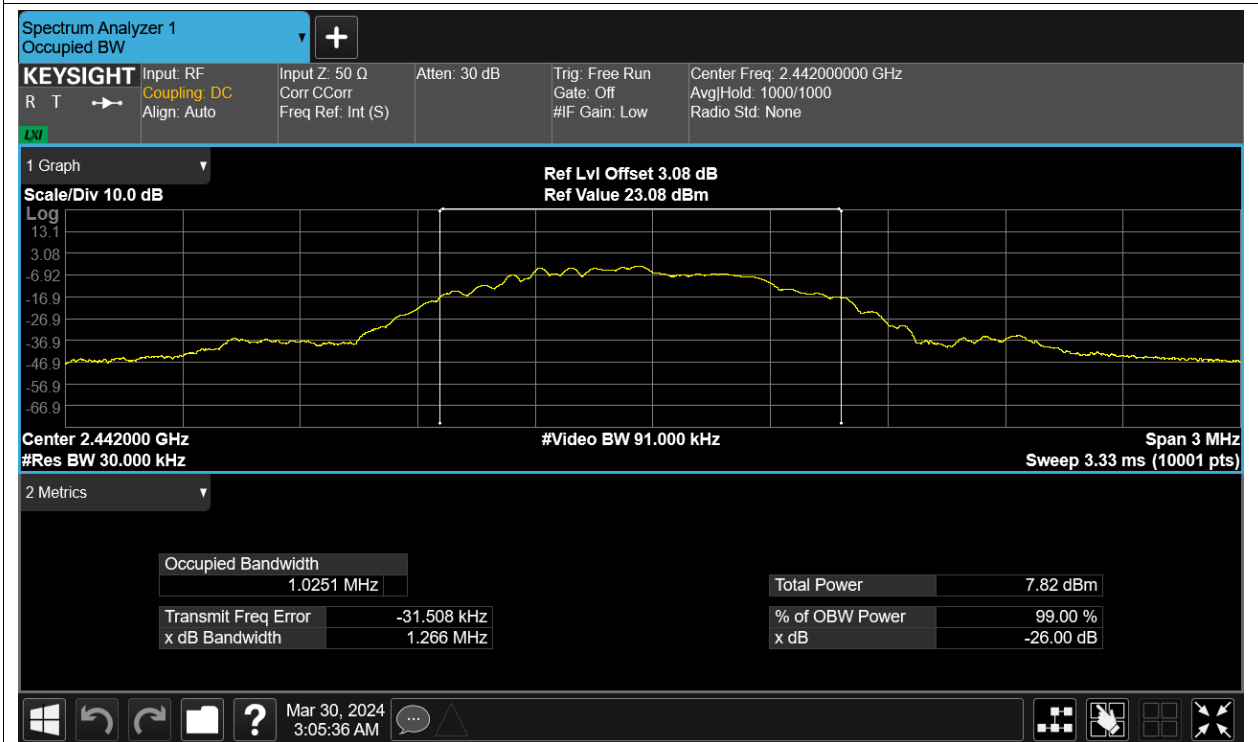 Spectrum Analyzer 1
Occupied BW
KEYSIGHT
R T
LXI
Input: RF
Coupling: DC
Align: Auto
Input Z: 50 Ω
Corr CCorr
Freq Ref: Int (S)
Atten: 30 dB
Trig: Free Run
Gate: Off
#IF Gain: Low
Center Freq: 2.442000000 GHz
Avg|Hold: 1000/1000
Radio Std: None
1 Graph
Scale/Div 10.0 dB
Ref Lvl Offset 3.08 dB
Ref Value 23.08 dBm
Log
13.1
3.08
-6.92
-16.9
-26.9
-36.9
-46.9
-56.9
-66.9
Center 2.442000 GHz
#Video BW 91.000 kHz
Span 3 MHz
#Res BW 30.000 kHz
Sweep 3.33 ms (10001 pts)
2 Metrics
Occupied Bandwidth
1.0251 MHz
Total Power 7.82 dBm
Transmit Freq Error -31.508 kHz
% of OBW Power 99.00 %
x dB Bandwidth 1.266 MHz
x dB -26.00 dB
Mar 30, 2024
3:05:36 AM